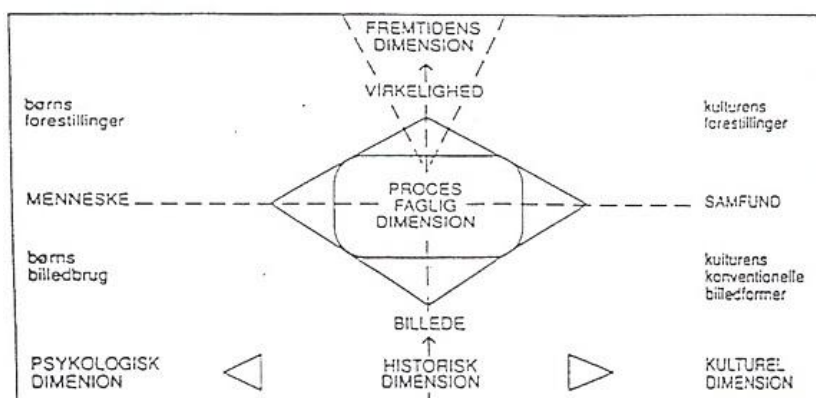 FREMTIDENS
DIMENSION
VIRKELIGHED
børns
forestillinger
kulturens
forestillinger
MENNESKE
PROCES
FAGLIG
DIMENSION
SAMFUND
børns
billedbrug
kulturens
konventionelle
billedformer
BILLEDE
PSYKOLOGISK
DIMENION
HISTORISK
DIMENSION
KULTUREL
DIMENSION